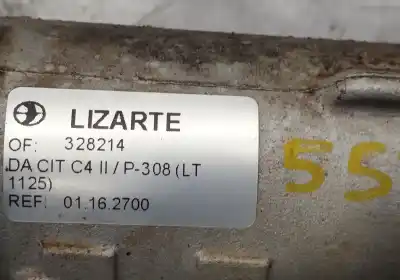 LIZARTE
OF: 328214
DA CIT C4 II / P-308 (LT
1125)
REF: 01.16.2700
55